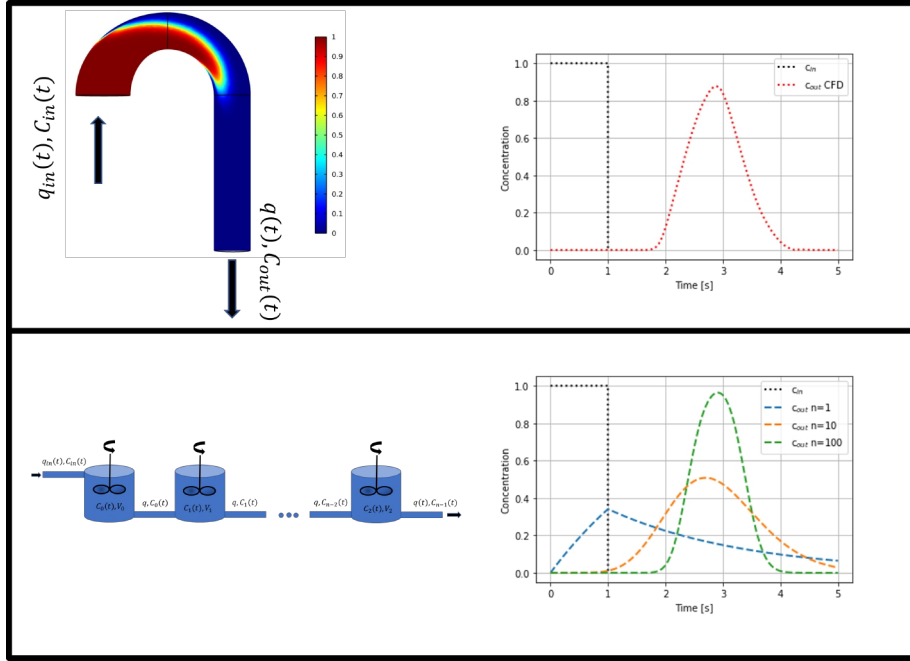 q_in(t), C_in(t)
1
0.9
0.8
0.7
0.6
0.5
0.4
0.3
0.2
0.1
0
q(t), C_out(t)
Concentration
1.0
0.8
0.6
0.4
0.2
0.0
0 1 2 3 4 5
Time [s]
c_in
c_out CFD
q_in(t), C_in(t)
C_0(t), V_0
q, C_0(t)
C_1(t), V_1
q, C_1(t)
q, C_n-2(t)
C_2(t), V_2
q(t), C_n-1(t)
Concentration
1.0
0.8
0.6
0.4
0.2
0.0
0 1 2 3 4 5
Time [s]
c_in
c_out n=1
c_out n=10
c_out n=100